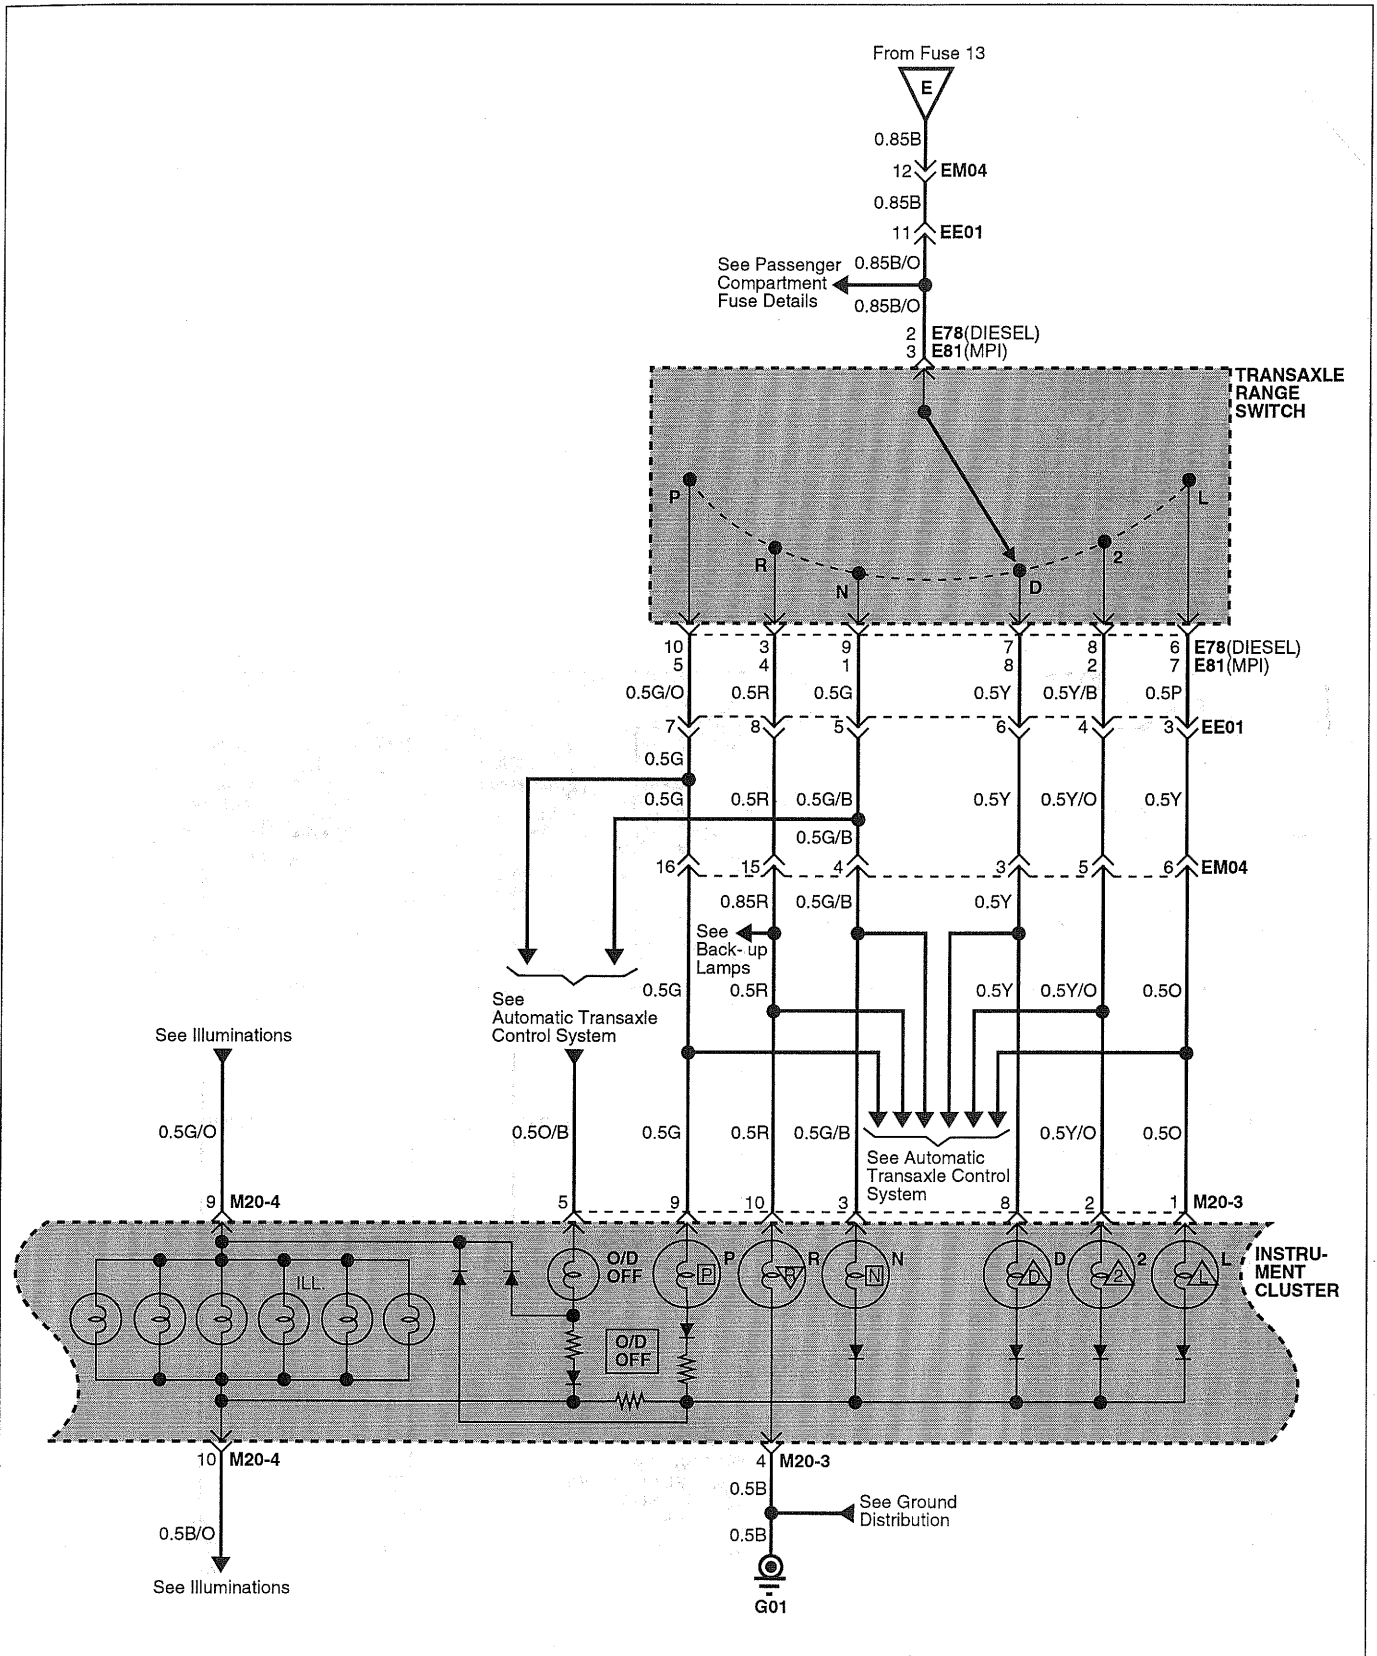 From Fuse 13
E
0.85B
12 EM04
0.85B
11 EE01
See Passenger
Compartment
Fuse Details
0.85B/O
0.85B/O
2 E78(DIESEL)
3 E81(MPI)
TRANSAXLE
RANGE
SWITCH
P
R
N
D
2
L
10 3 9 7 8 6 E78(DIESEL)
5 4 1 8 2 7 E81(MPI)
0.5G/O 0.5R 0.5G 0.5Y 0.5Y/B 0.5P
7 8 5 6 4 3 EE01
0.5G
0.5G 0.5R 0.5G/B 0.5Y 0.5Y/O 0.5Y
0.5G/B
16 15 4 3 5 6 EM04
0.85R 0.5G/B 0.5Y
See
Back- up
Lamps
0.5G 0.5R 0.5Y 0.5Y/O 0.5O
See
Automatic Transaxle
Control System
See Illuminations
0.5G/O 0.5O/B 0.5G 0.5R 0.5G/B 0.5Y/O 0.5O
See Automatic
Transaxle Control
System
9 M20-4 5 9 10 3 8 2 1 M20-3
O/D
OFF
P P
R R
N N
D D
2 2
L L
INSTRU-
MENT
CLUSTER
ILL.
O/D
OFF
10 M20-4
4 M20-3
0.5B
See Ground
Distribution
0.5B/O
0.5B
See Illuminations
G01